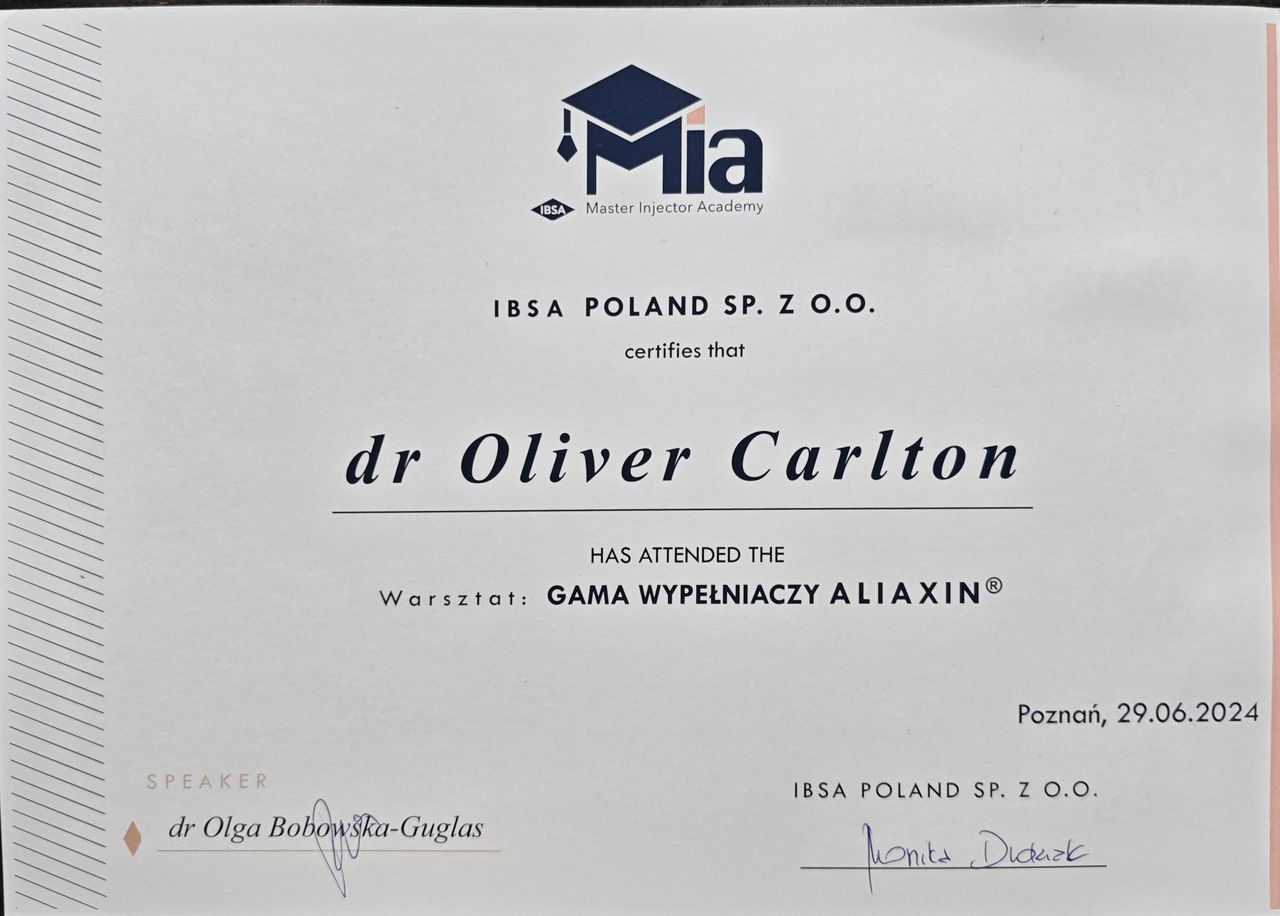 Mia
IBSA Master Injector Academy
IBSA POLAND SP. Z O.O.
certifies that
dr Oliver Carlton
HAS ATTENDED THE
Warsztat: GAMA WYPEŁNIACZY ALIAXIN®
Poznań, 29.06.2024
SPEAKER
dr Olga Bobowska-Guglas
IBSA POLAND SP. Z O.O.
Monika